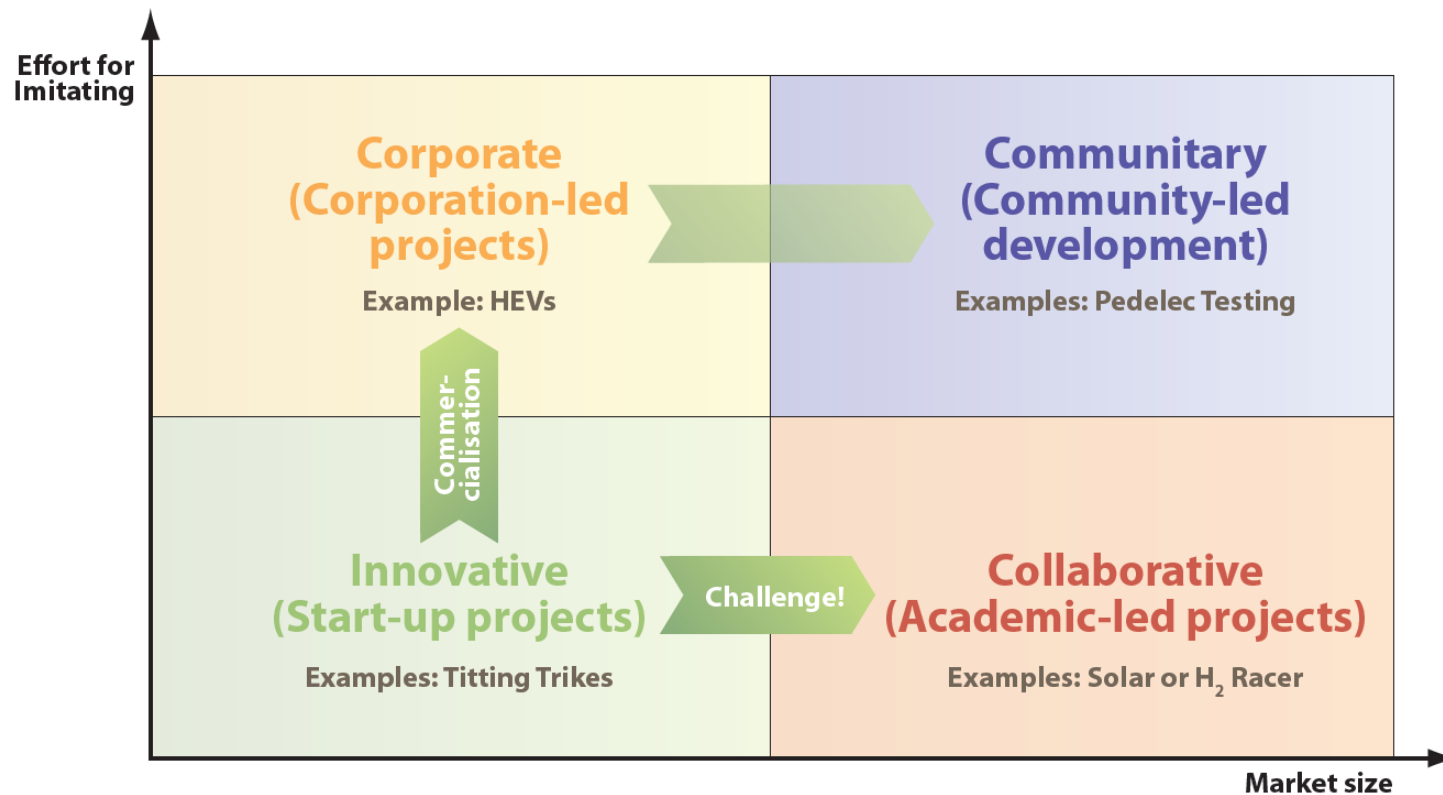 Effort for
Imitating
Corporate
(Corporation-led
projects)
Example: HEVs
Communitary
(Community-led
development)
Examples: Pedelec Testing
Commer-
cialisation
Innovative
(Start-up projects)
Examples: Titting Trikes
Challenge!
Collaborative
(Academic-led projects)
Examples: Solar or H₂ Racer
Market size